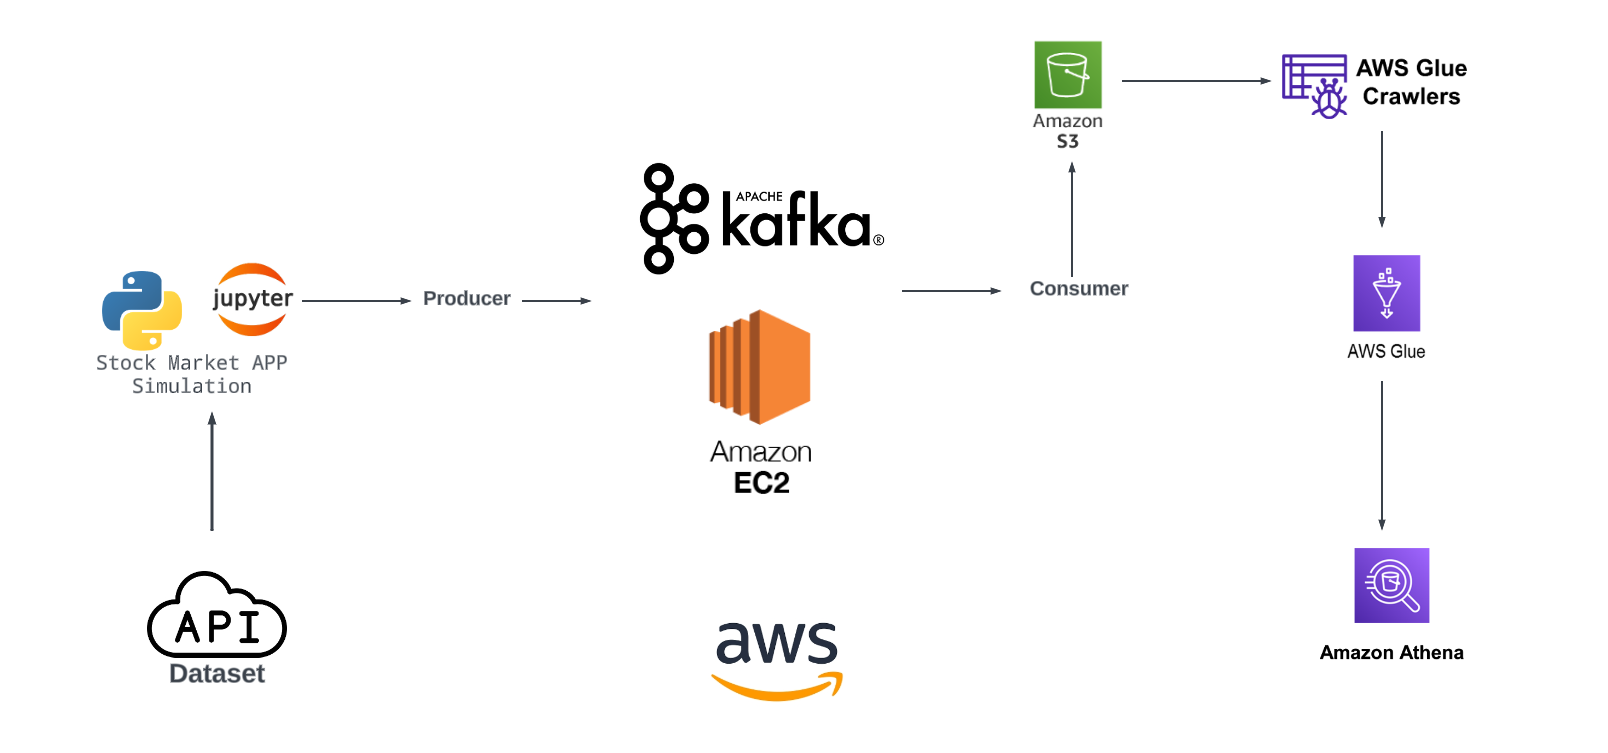 Amazon
S3
AWS Glue
Crawlers
APACHE
kafka®
jupyter
Producer
Consumer
Stock Market APP
Simulation
AWS Glue
Amazon
EC2
API
Dataset
aws
Amazon Athena